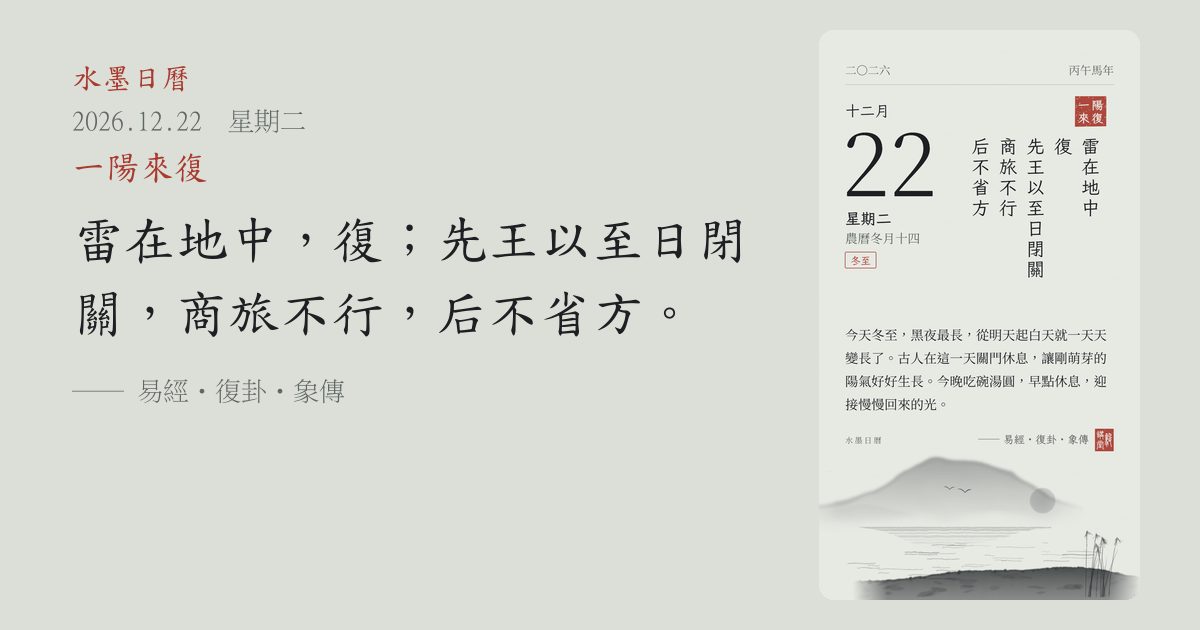 水墨日曆
2026.12.22 星期二
一陽來復
雷在地中，復；先王以至日閉
關，商旅不行，后不省方。
—— 易經・復卦・象傳
二〇二六
丙午馬年
十二月
22
星期二
農曆冬月十四
冬至
一陽來復
雷在地中
復
先王以至日閉關
商旅不行
后不省方
今天冬至，黑夜最長，從明天起白天就一天天
變長了。古人在這一天關門休息，讓剛萌芽的
陽氣好好生長。今晚吃碗湯圓，早點休息，迎
接慢慢回來的光。
水墨日曆
—— 易經・復卦・象傳